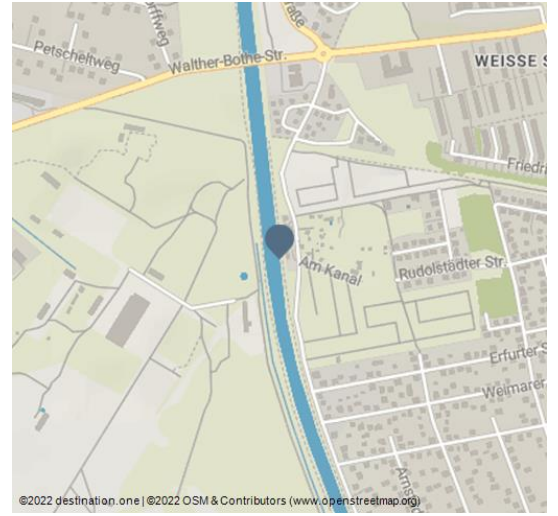 Petscheltweg
Walther-Bothe-Str.
WEISSE S
Friedri
Am Kanal
Rudolstädter Str.
Erfurter S
Weimarer
©2022 destination.one | ©2022 OSM & Contributors (www.openstreetmap.org)